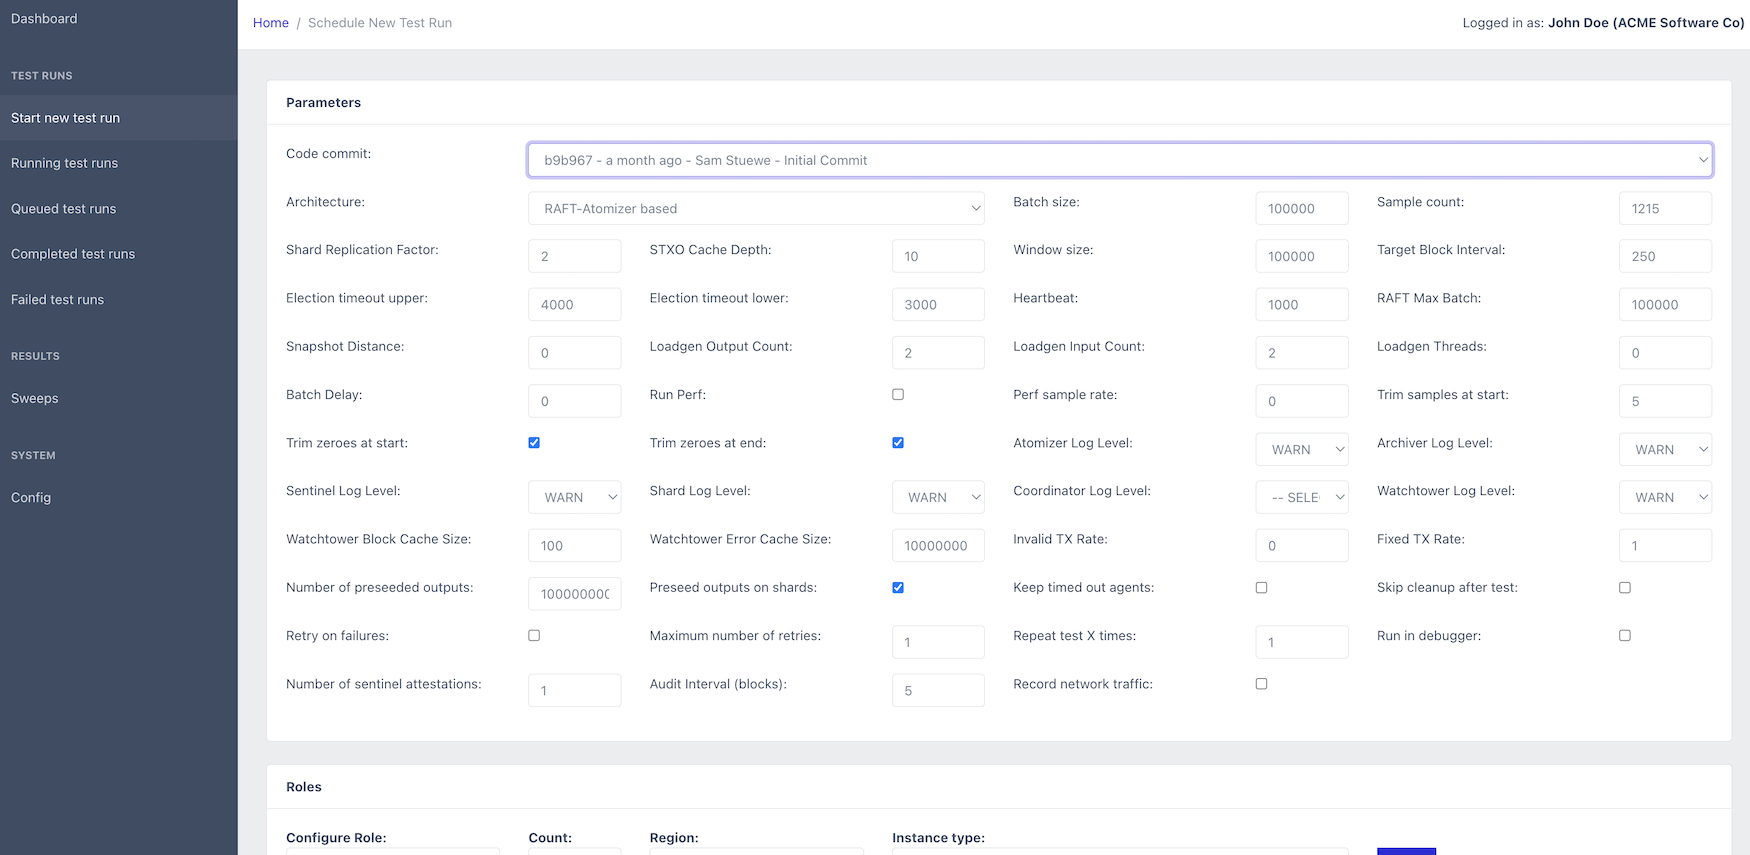 Dashboard
TEST RUNS
Start new test run
Running test runs
Queued test runs
Completed test runs
Failed test runs
RESULTS
Sweeps
SYSTEM
Config
Home / Schedule New Test Run
Logged in as: John Doe (ACME Software Co)
Parameters
Code commit: b9b967 - a month ago - Sam Stuewe - Initial Commit
Architecture: RAFT-Atomizer based Batch size: 100000 Sample count: 1215
Shard Replication Factor: 2 STXO Cache Depth: 10 Window size: 100000 Target Block Interval: 250
Election timeout upper: 4000 Election timeout lower: 3000 Heartbeat: 1000 RAFT Max Batch: 100000
Snapshot Distance: 0 Loadgen Output Count: 2 Loadgen Input Count: 2 Loadgen Threads: 0
Batch Delay: 0 Run Perf: Perf sample rate: 0 Trim samples at start: 5
Trim zeroes at start: Trim zeroes at end: Atomizer Log Level: WARN Archiver Log Level: WARN
Sentinel Log Level: WARN Shard Log Level: WARN Coordinator Log Level: -- SELE Watchtower Log Level: WARN
Watchtower Block Cache Size: 100 Watchtower Error Cache Size: 10000000 Invalid TX Rate: 0 Fixed TX Rate: 1
Number of preseeded outputs: 100000000 Preseed outputs on shards: Keep timed out agents: Skip cleanup after test:
Retry on failures: Maximum number of retries: 1 Repeat test X times: 1 Run in debugger:
Number of sentinel attestations: 1 Audit Interval (blocks): 5 Record network traffic:
Roles
Configure Role: Count: Region: Instance type: